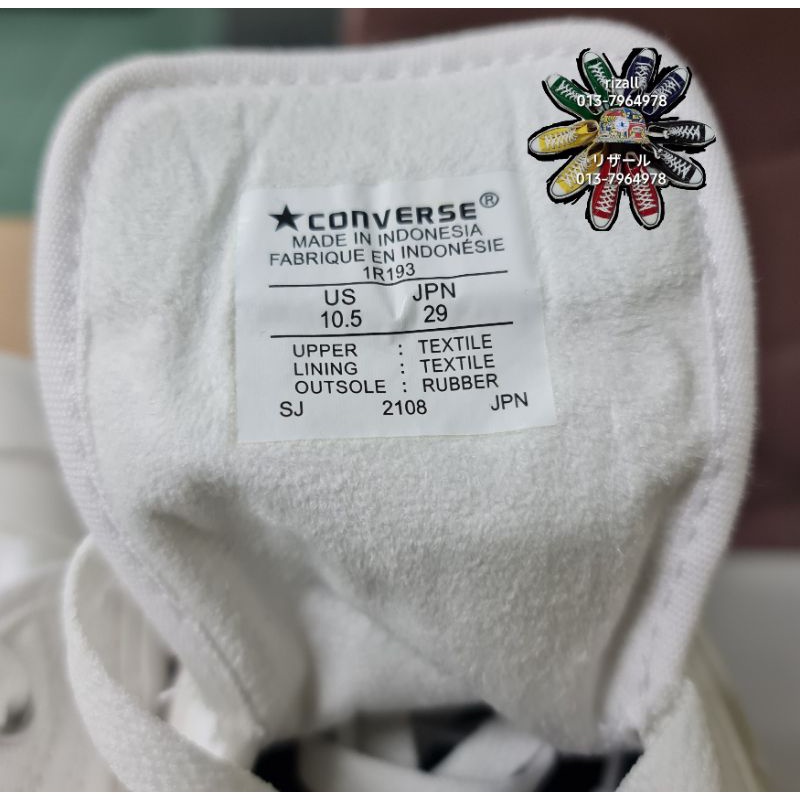 rizall
013-7964978
リザール
013-7964978
★CONVERSE®
MADE IN INDONESIA
FABRIQUE EN INDONÉSIE
1R193
US JPN
10.5 29
UPPER : TEXTILE
LINING : TEXTILE
OUTSOLE : RUBBER
SJ 2108 JPN